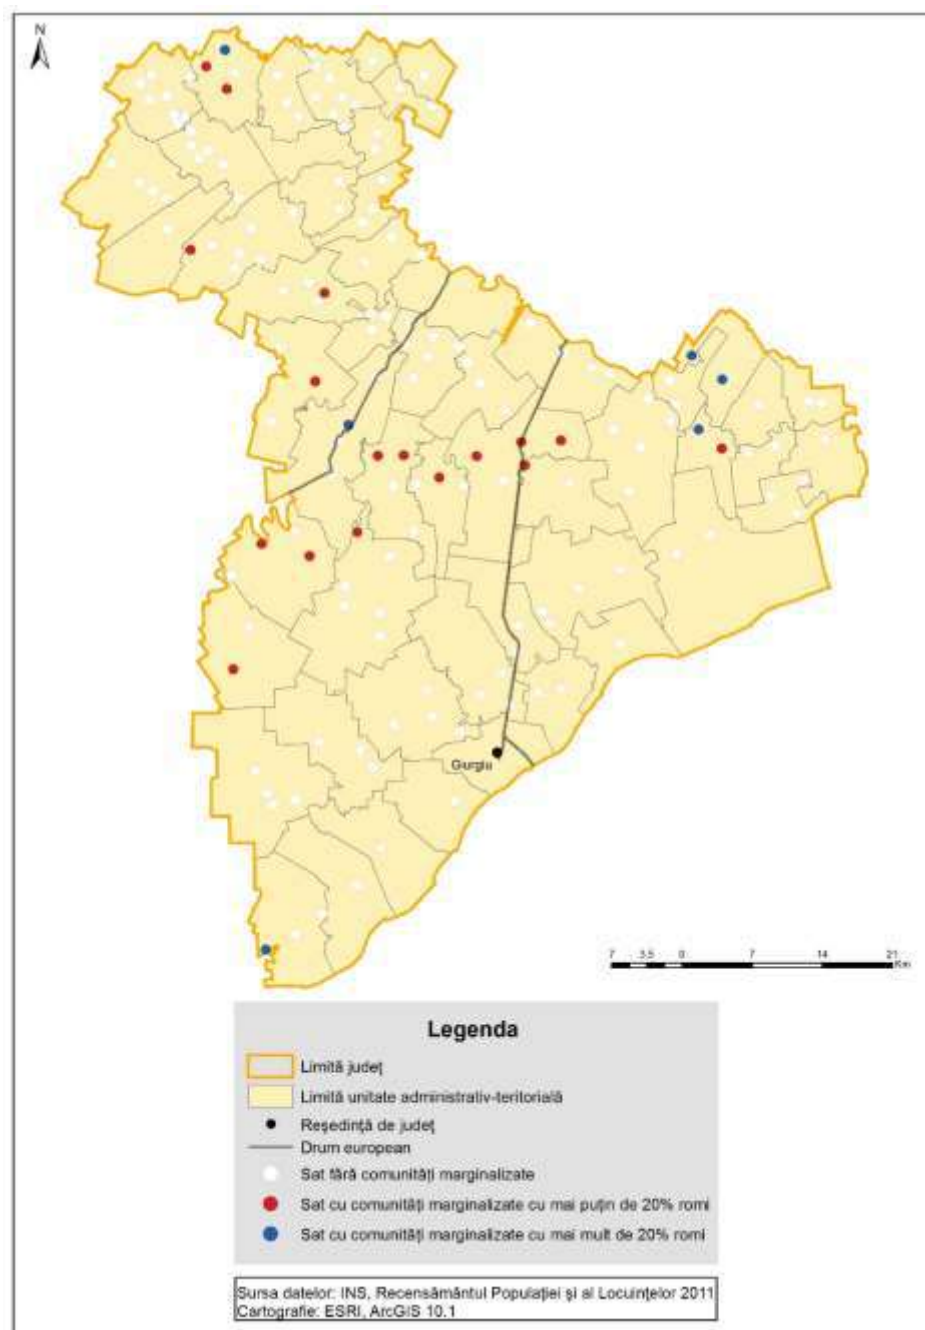 N
Giurgiu
7 3,5 0 7 14 21
Km
Legenda
Limită județ
Limită unitate administrativ-teritorială
Reședință de județ
Drum european
Sat fără comunități marginalizate
Sat cu comunități marginalizate cu mai puțin de 20% romi
Sat cu comunități marginalizate cu mai mult de 20% romi
Sursa datelor: INS, Recensământul Populației și al Locuințelor 2011
Cartografie: ESRI, ArcGIS 10.1